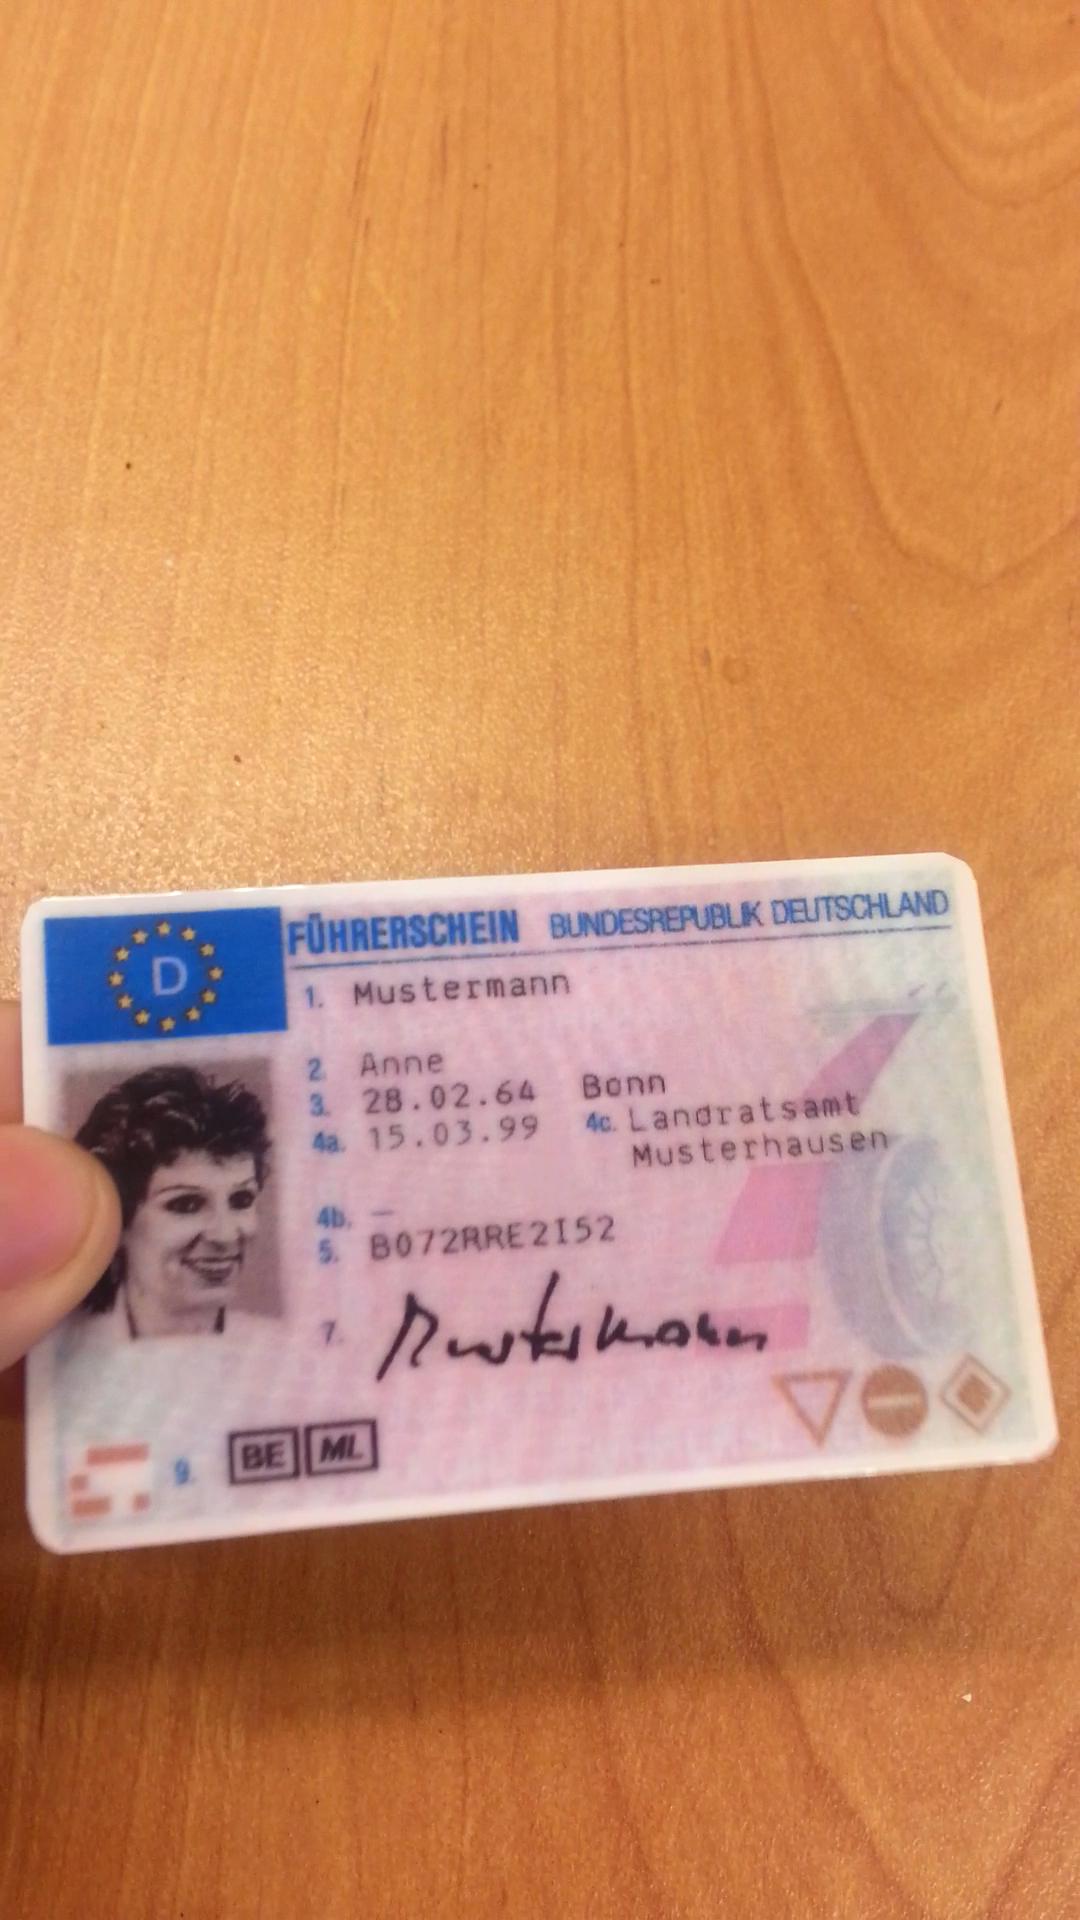 D
FÜHRERSCHEIN BUNDESREPUBLIK DEUTSCHLAND
1. Mustermann
2. Anne
3. 28.02.64 Bonn
4a. 15.03.99 4c. Landratsamt
Musterhausen
4b. –
5. B072RRE2I52
7. Mustermann
9. BE ML